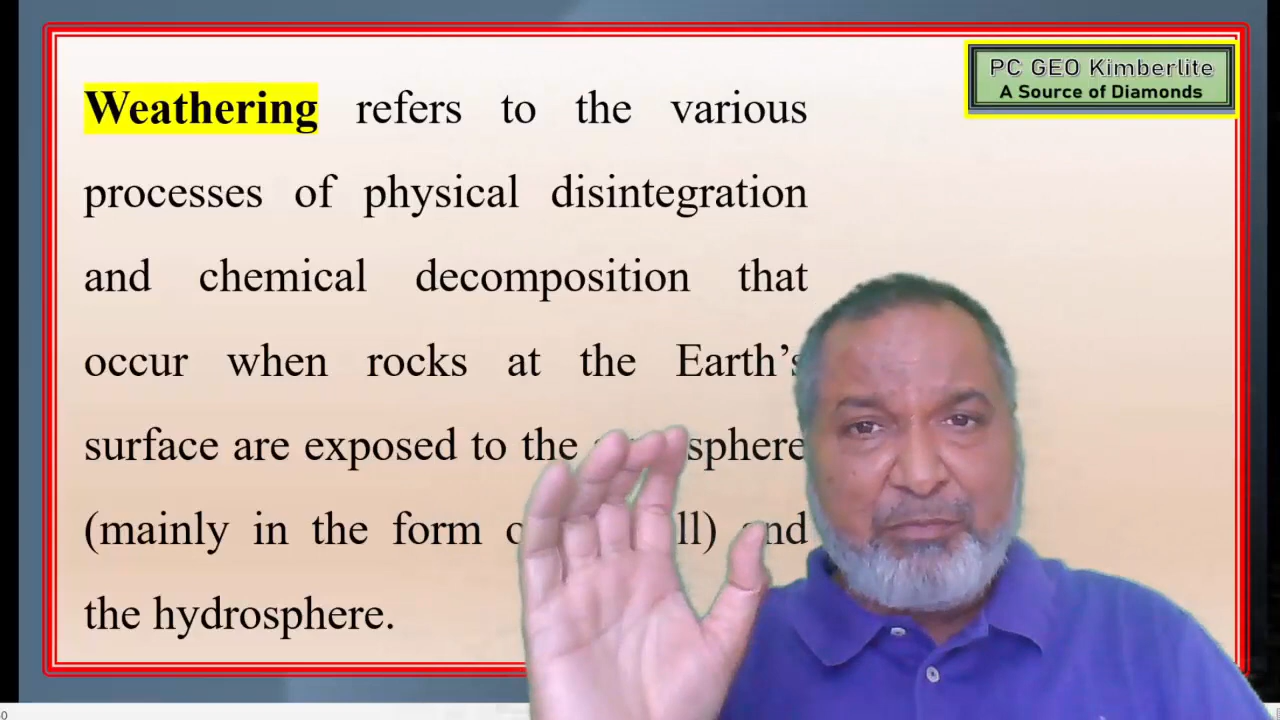 PC GEO Kimberlite
A Source of Diamonds
Weathering refers to the various
processes of physical disintegration
and chemical decomposition that
occur when rocks at the Earth's
surface are exposed to the
(mainly in the form and
the hydrosphere.